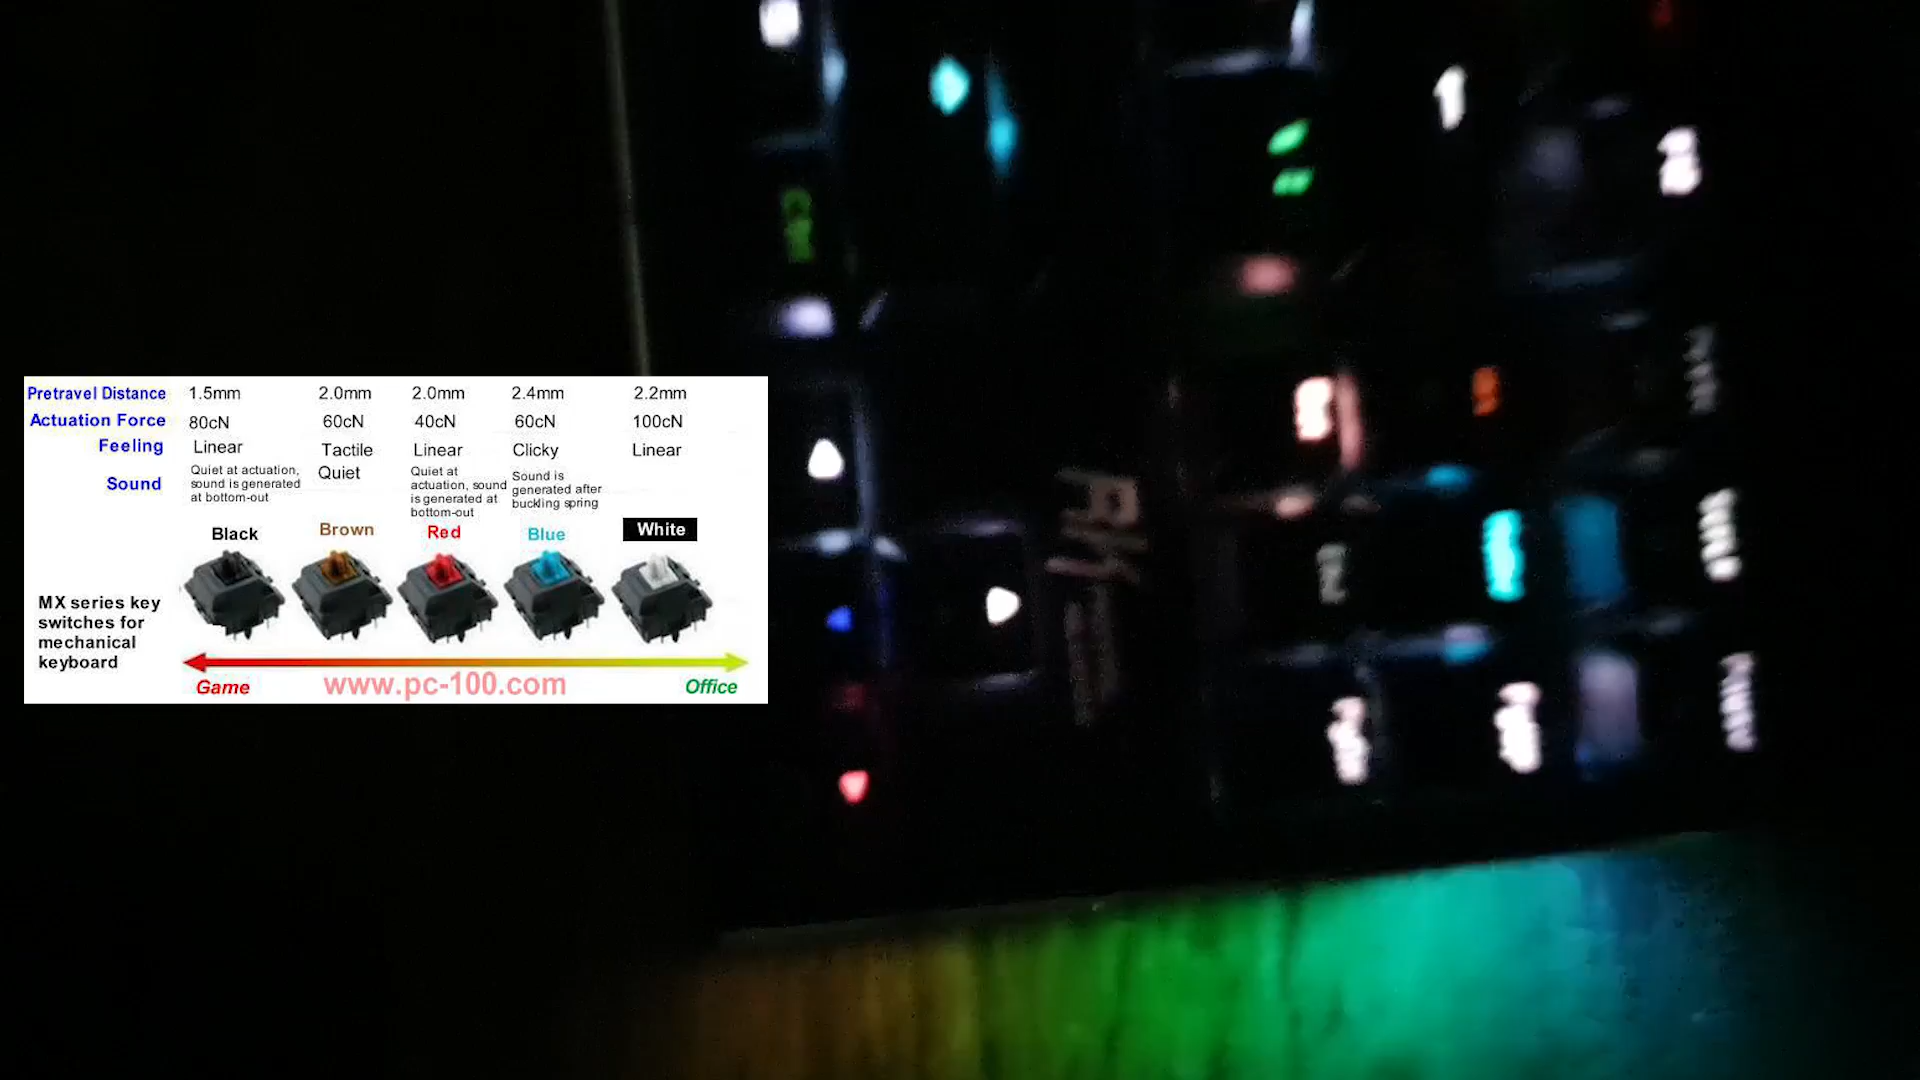 Pretravel Distance 1.5mm 2.0mm 2.0mm 2.4mm 2.2mm
Actuation Force 80cN 60cN 40cN 60cN 100cN
Feeling Linear Tactile Linear Clicky Linear
Sound
Quiet at actuation,
sound is generated
at bottom-out
Quiet
Quiet at
actuation, sound
is generated at
bottom-out
Sound is
generated after
buckling spring
Black Brown Red Blue White
MX series key
switches for
mechanical
keyboard
Game www.pc-100.com Office